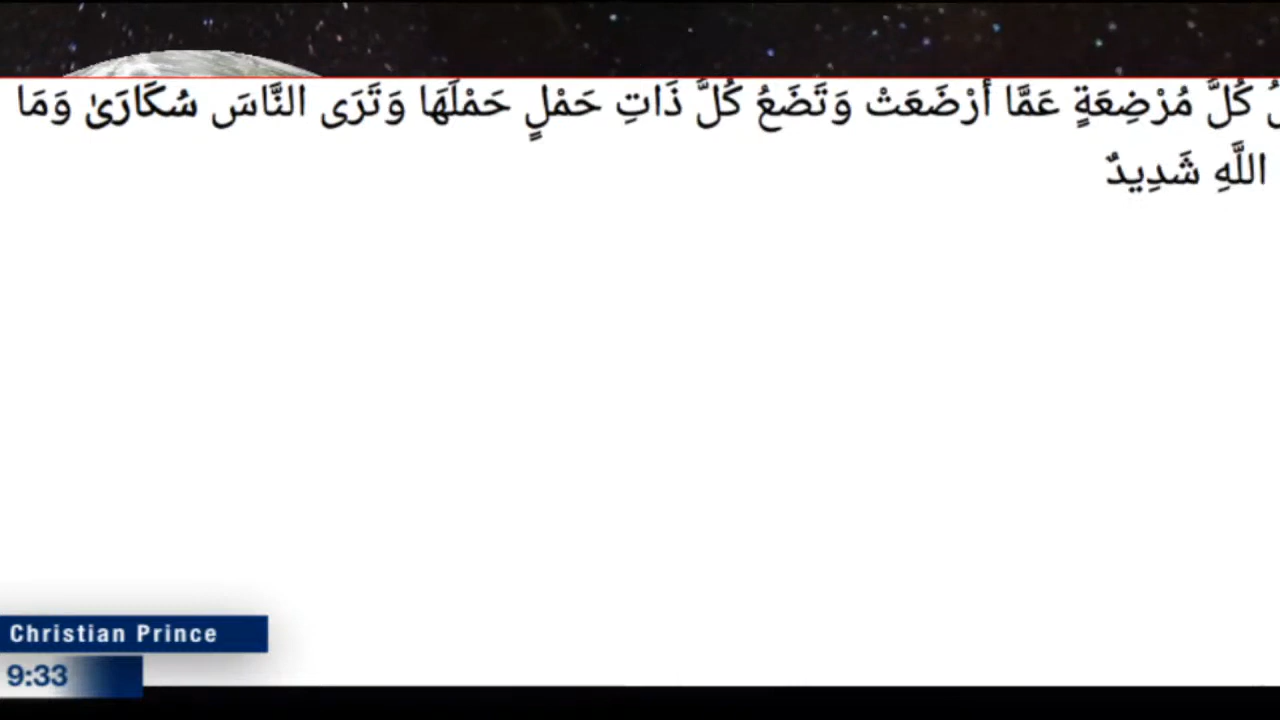 كُلَّ مُرْضِعَةٍ عَمَّا أَرْضَعَتْ وَتَضَعُ كُلَّ ذَاتِ حَمْلٍ حَمْلَهَا وَتَرَى النَّاسَ سُكَارَىٰ وَمَا
اللَّهِ شَدِيدٌ
Christian Prince
9:33